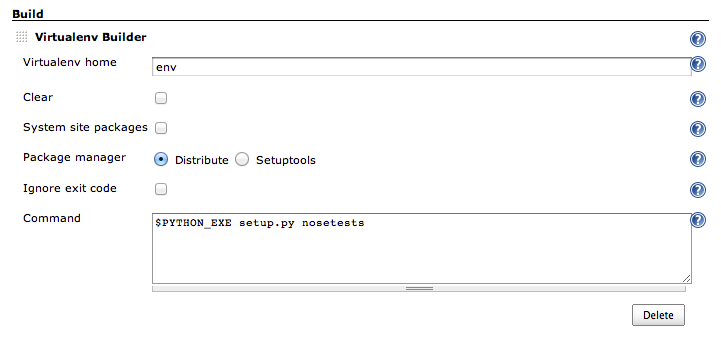 Build
Virtualenv Builder
Virtualenv home
env
Clear
System site packages
Package manager
Distribute
Setuptools
Ignore exit code
Command
$PYTHON_EXE setup.py nosetests
Delete